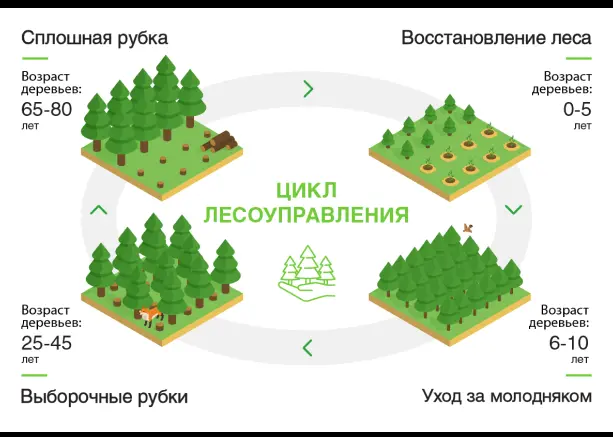 Сплошная рубка
Возраст
деревьев:
65-80
лет
Восстановление леса
Возраст
деревьев:
0-5
лет
ЦИКЛ
ЛЕСОУПРАВЛЕНИЯ
Возраст
деревьев:
25-45
лет
Выборочные рубки
Возраст
деревьев:
6-10
лет
Уход за молодняком